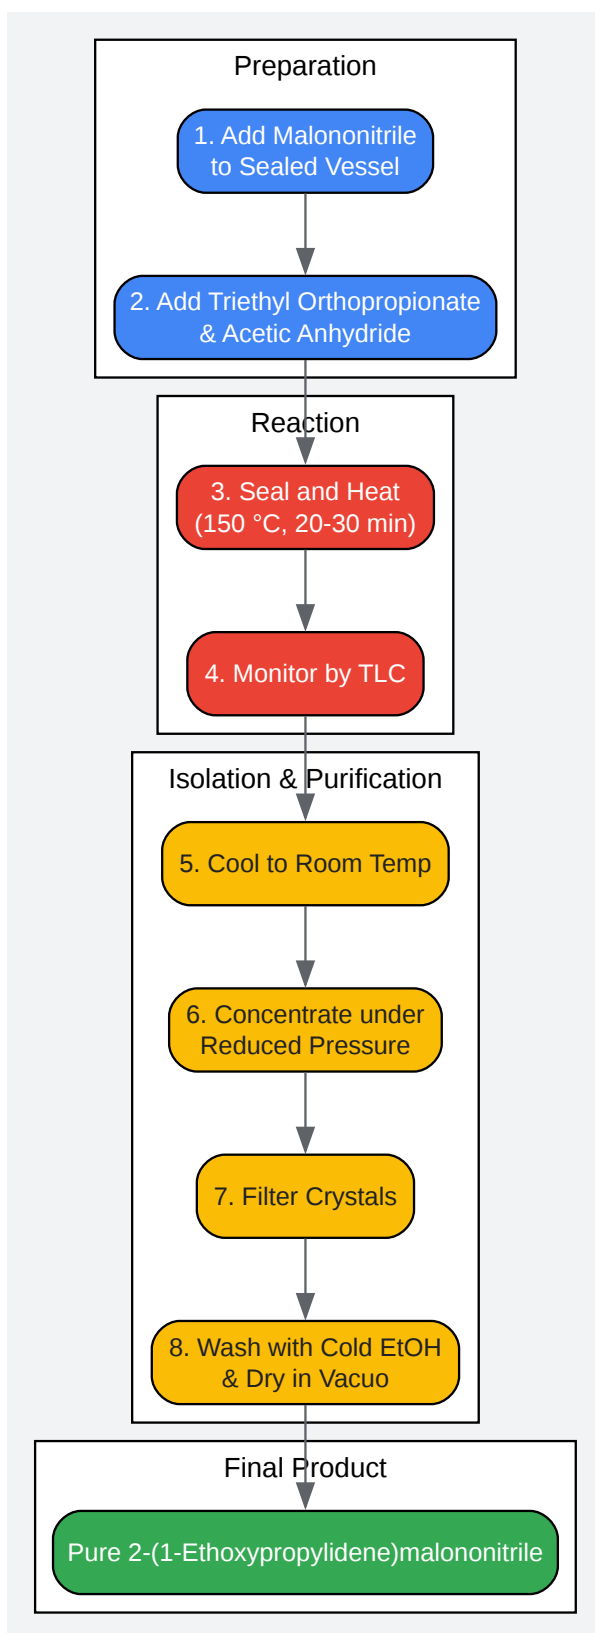 Preparation
1. Add Malononitrile
to Sealed Vessel
2. Add Triethyl Orthopropionate
& Acetic Anhydride
Reaction
3. Seal and Heat
(150 °C, 20-30 min)
4. Monitor by TLC
Isolation & Purification
5. Cool to Room Temp
6. Concentrate under
Reduced Pressure
7. Filter Crystals
8. Wash with Cold EtOH
& Dry in Vacuo
Final Product
Pure 2-(1-Ethoxypropylidene)malononitrile